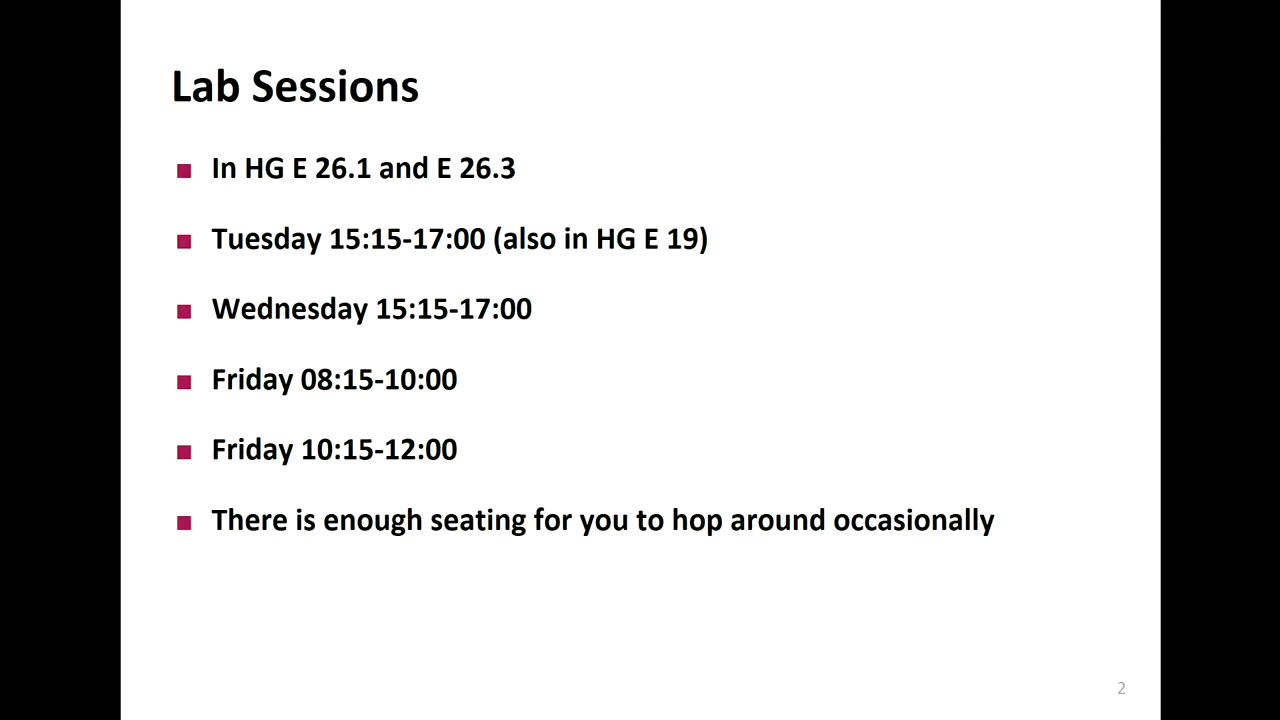 Lab Sessions
In HG E 26.1 and E 26.3
Tuesday 15:15-17:00 (also in HG E 19)
Wednesday 15:15-17:00
Friday 08:15-10:00
Friday 10:15-12:00
There is enough seating for you to hop around occasionally
2